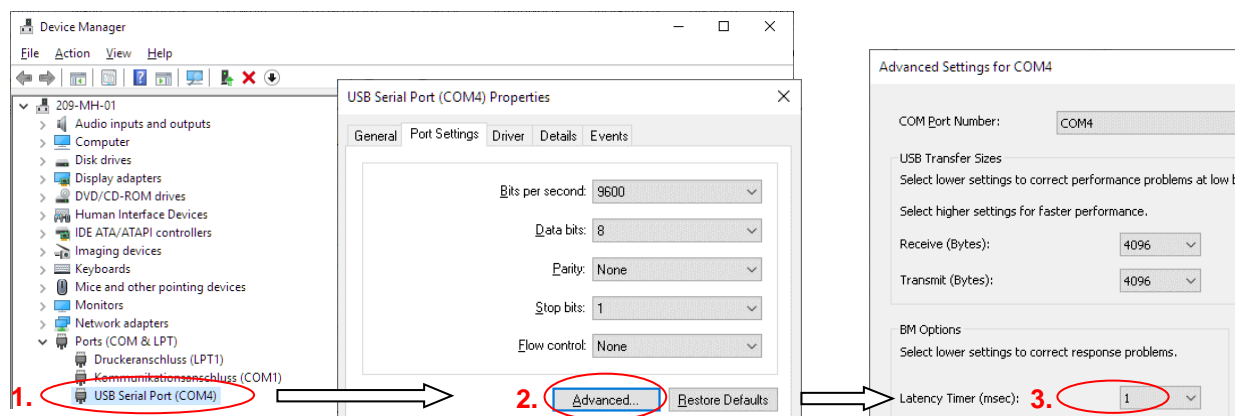 Device Manager
File Action View Help
209-MH-01
Audio inputs and outputs
Computer
Disk drives
Display adapters
DVD/CD-ROM drives
Human Interface Devices
IDE ATA/ATAPI controllers
Imaging devices
Keyboards
Mice and other pointing devices
Monitors
Network adapters
Ports (COM & LPT)
Druckeranschluss (LPT1)
Kommunikationsanschluss (COM1)
1. USB Serial Port (COM4)
USB Serial Port (COM4) Properties
General Port Settings Driver Details Events
Bits per second: 9600
Data bits: 8
Parity: None
Stop bits: 1
Flow control: None
2. Advanced... Restore Defaults
Advanced Settings for COM4
COM Port Number: COM4
USB Transfer Sizes
Select lower settings to correct performance problems at low
Select higher settings for faster performance.
Receive (Bytes): 4096
Transmit (Bytes): 4096
BM Options
Select lower settings to correct response problems.
Latency Timer (msec): 3. 1